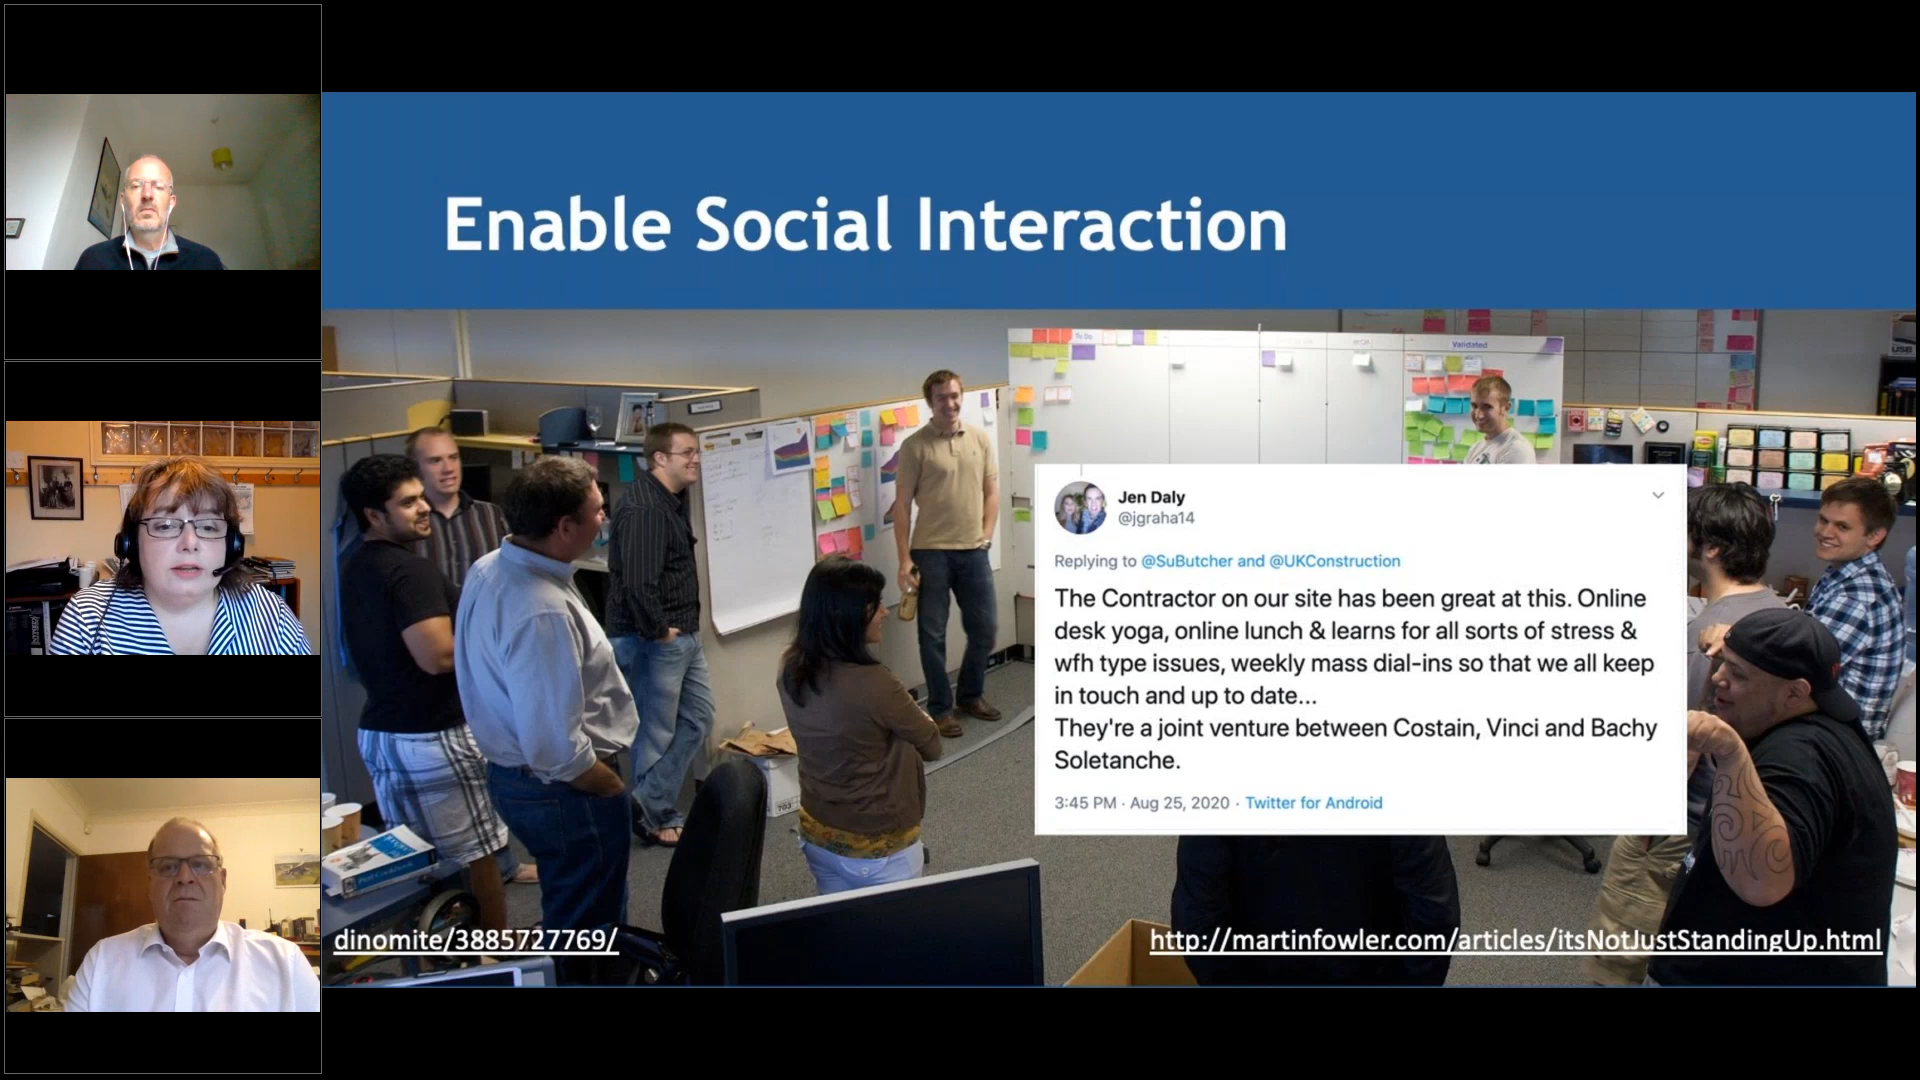 Enable Social Interaction
To Do
Validated
Jen Daly
@jgraha14
Replying to @SuButcher and @UKConstruction
The Contractor on our site has been great at this. Online
desk yoga, online lunch & learns for all sorts of stress &
wfh type issues, weekly mass dial-ins so that we all keep
in touch and up to date...
They're a joint venture between Costain, Vinci and Bachy
Soletanche.
3:45 PM · Aug 25, 2020 · Twitter for Android
dinomite/3885727769/
http://martinfowler.com/articles/itsNotJustStandingUp.html